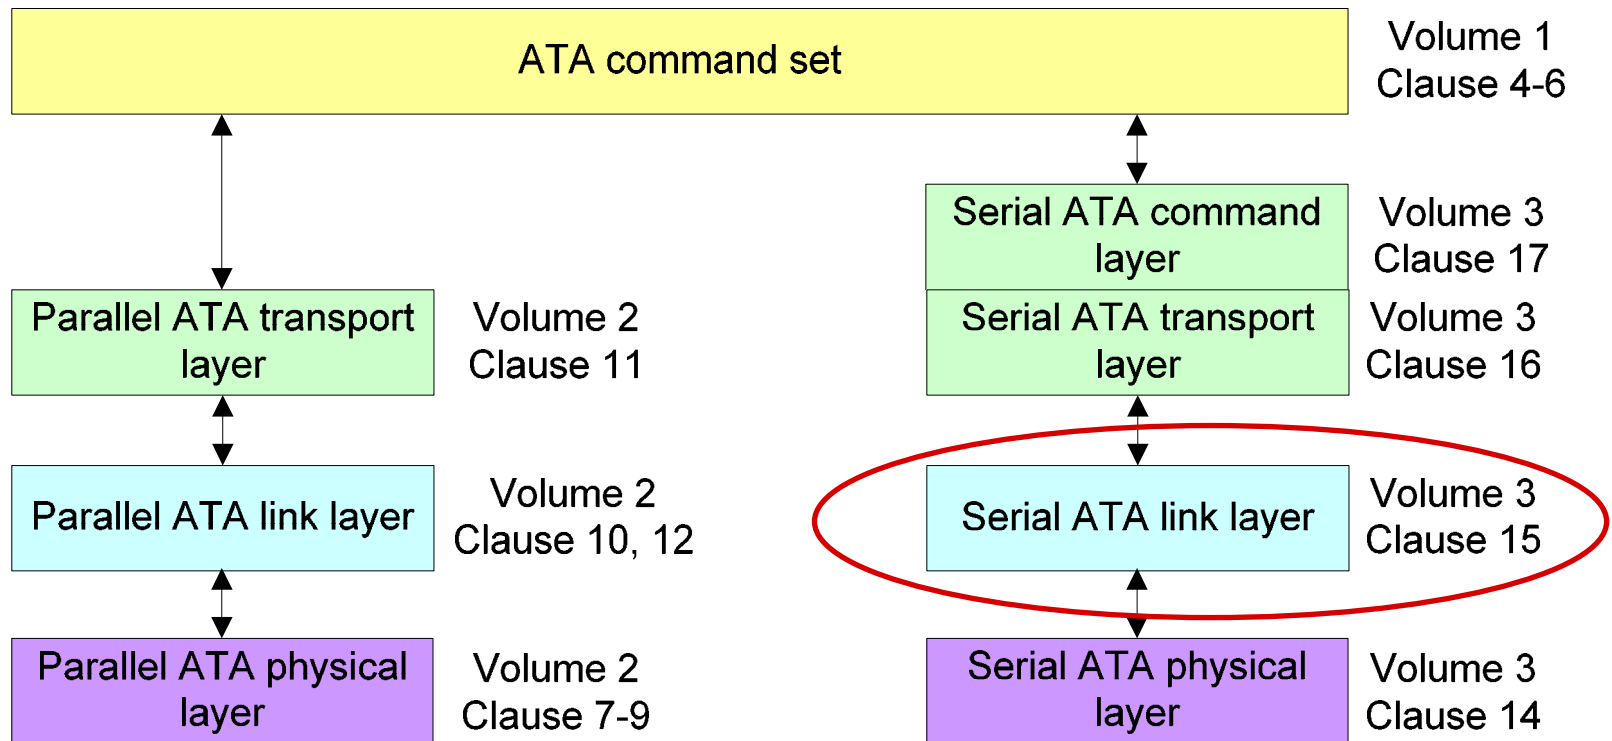 ATA command set
Volume 1
Clause 4-6
Serial ATA command
layer
Volume 3
Clause 17
Parallel ATA transport
layer
Volume 2
Clause 11
Serial ATA transport
layer
Volume 3
Clause 16
Parallel ATA link layer
Volume 2
Clause 10, 12
Serial ATA link layer
Volume 3
Clause 15
Parallel ATA physical
layer
Volume 2
Clause 7-9
Serial ATA physical
layer
Volume 3
Clause 14